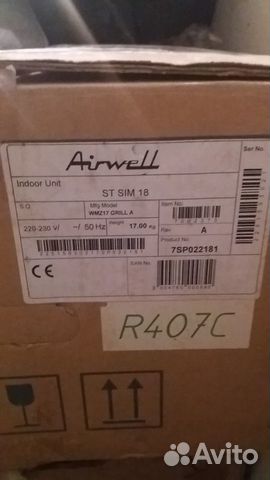 Airwell
Ser No.
Indoor Unit
ST SIM 18
S.O.
Mfg Model
WMZ17 GRILL A
Item No.
220-230 V/ ~/ 50 Hz
Weight 17.00 Kg
Rev. A
Product No.
7SP022181
CE
EAN No.
R407C
Avito